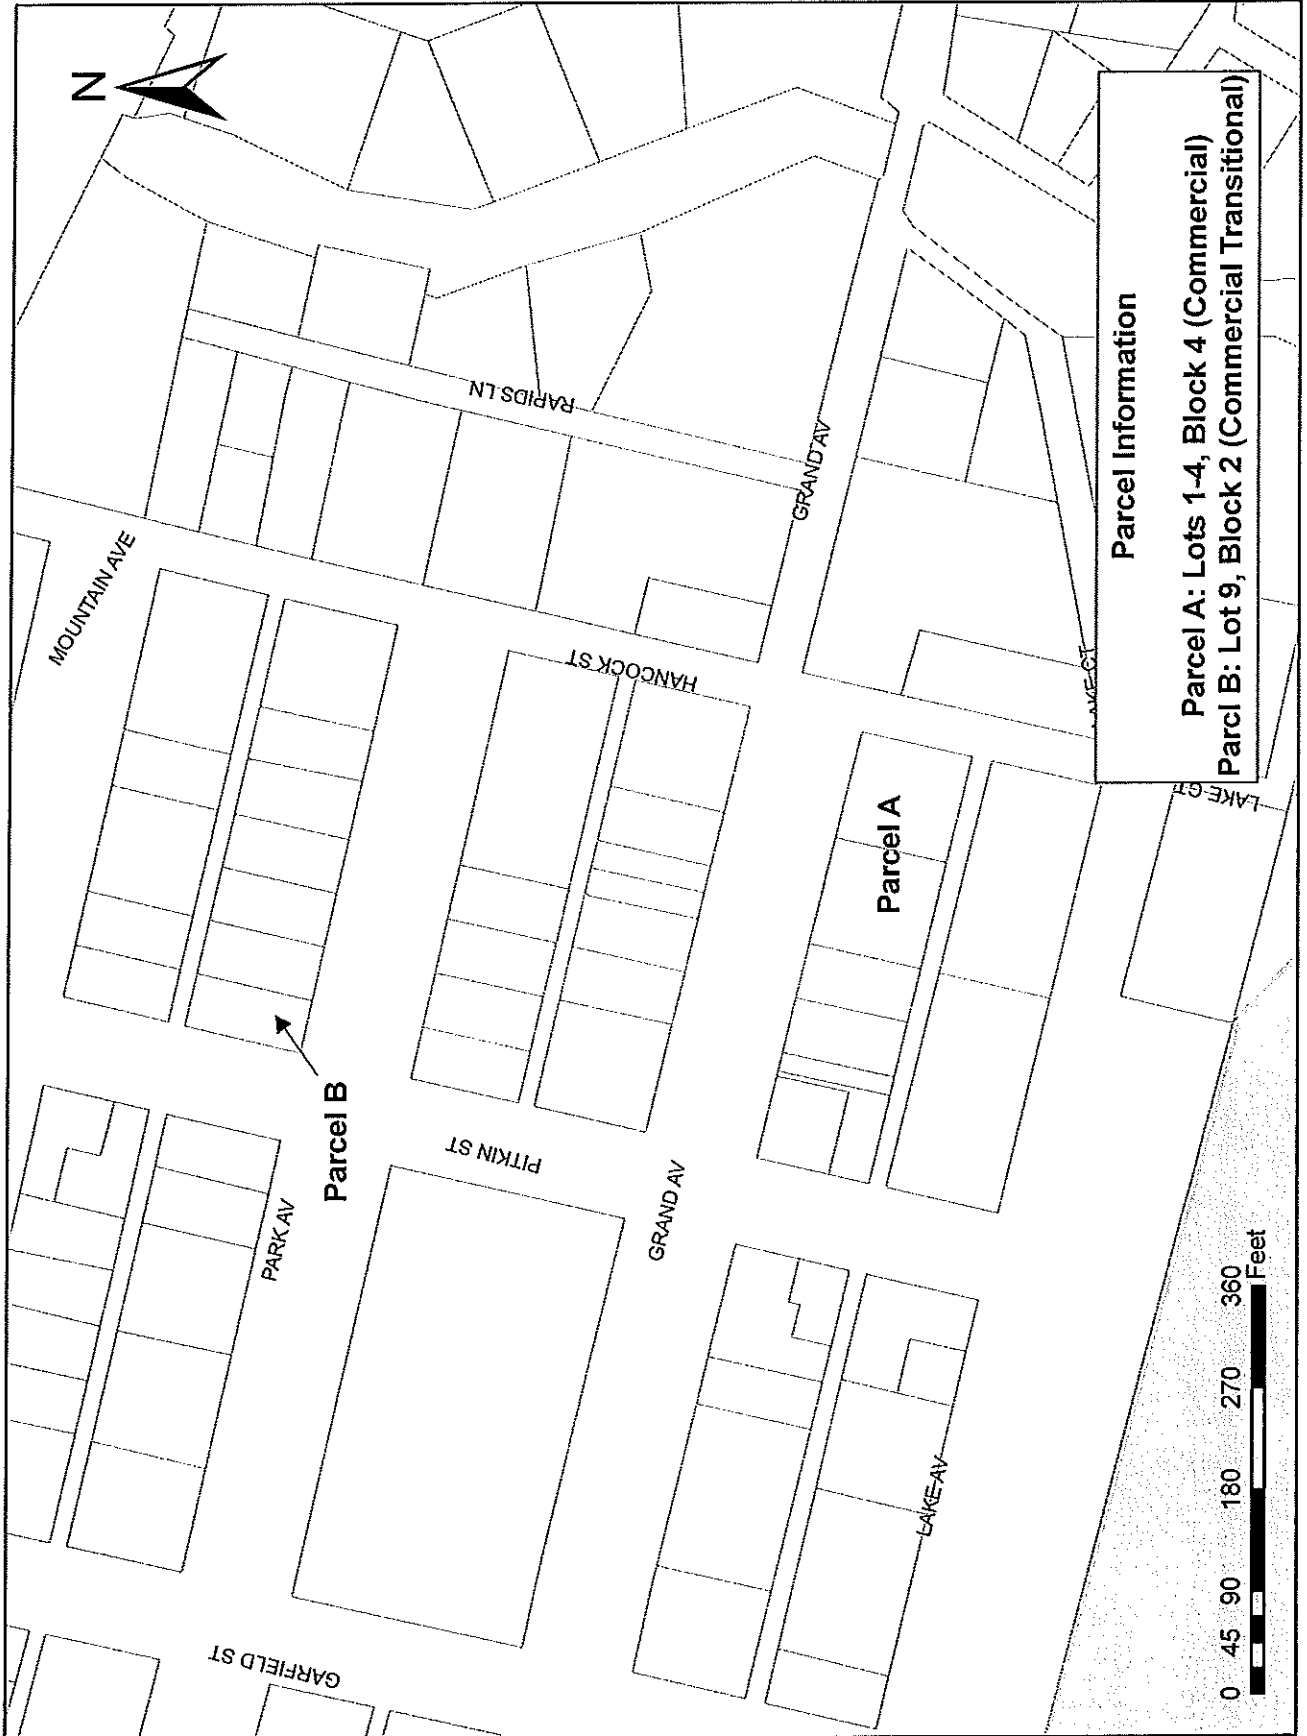 N
MOUNTAIN AVE
GARFIELD ST
PARK AV
Parcel B
PITKIN ST
RAPIDS LN
HANCOCK ST
GRAND AV
GRAND AV
Parcel A
LAKE AV
LAKE CT
LAKE CT
Parcel Information
Parcel A: Lots 1-4, Block 4 (Commercial)
Parcl B: Lot 9, Block 2 (Commercial Transitional)
0 45 90 180 270 360
Feet